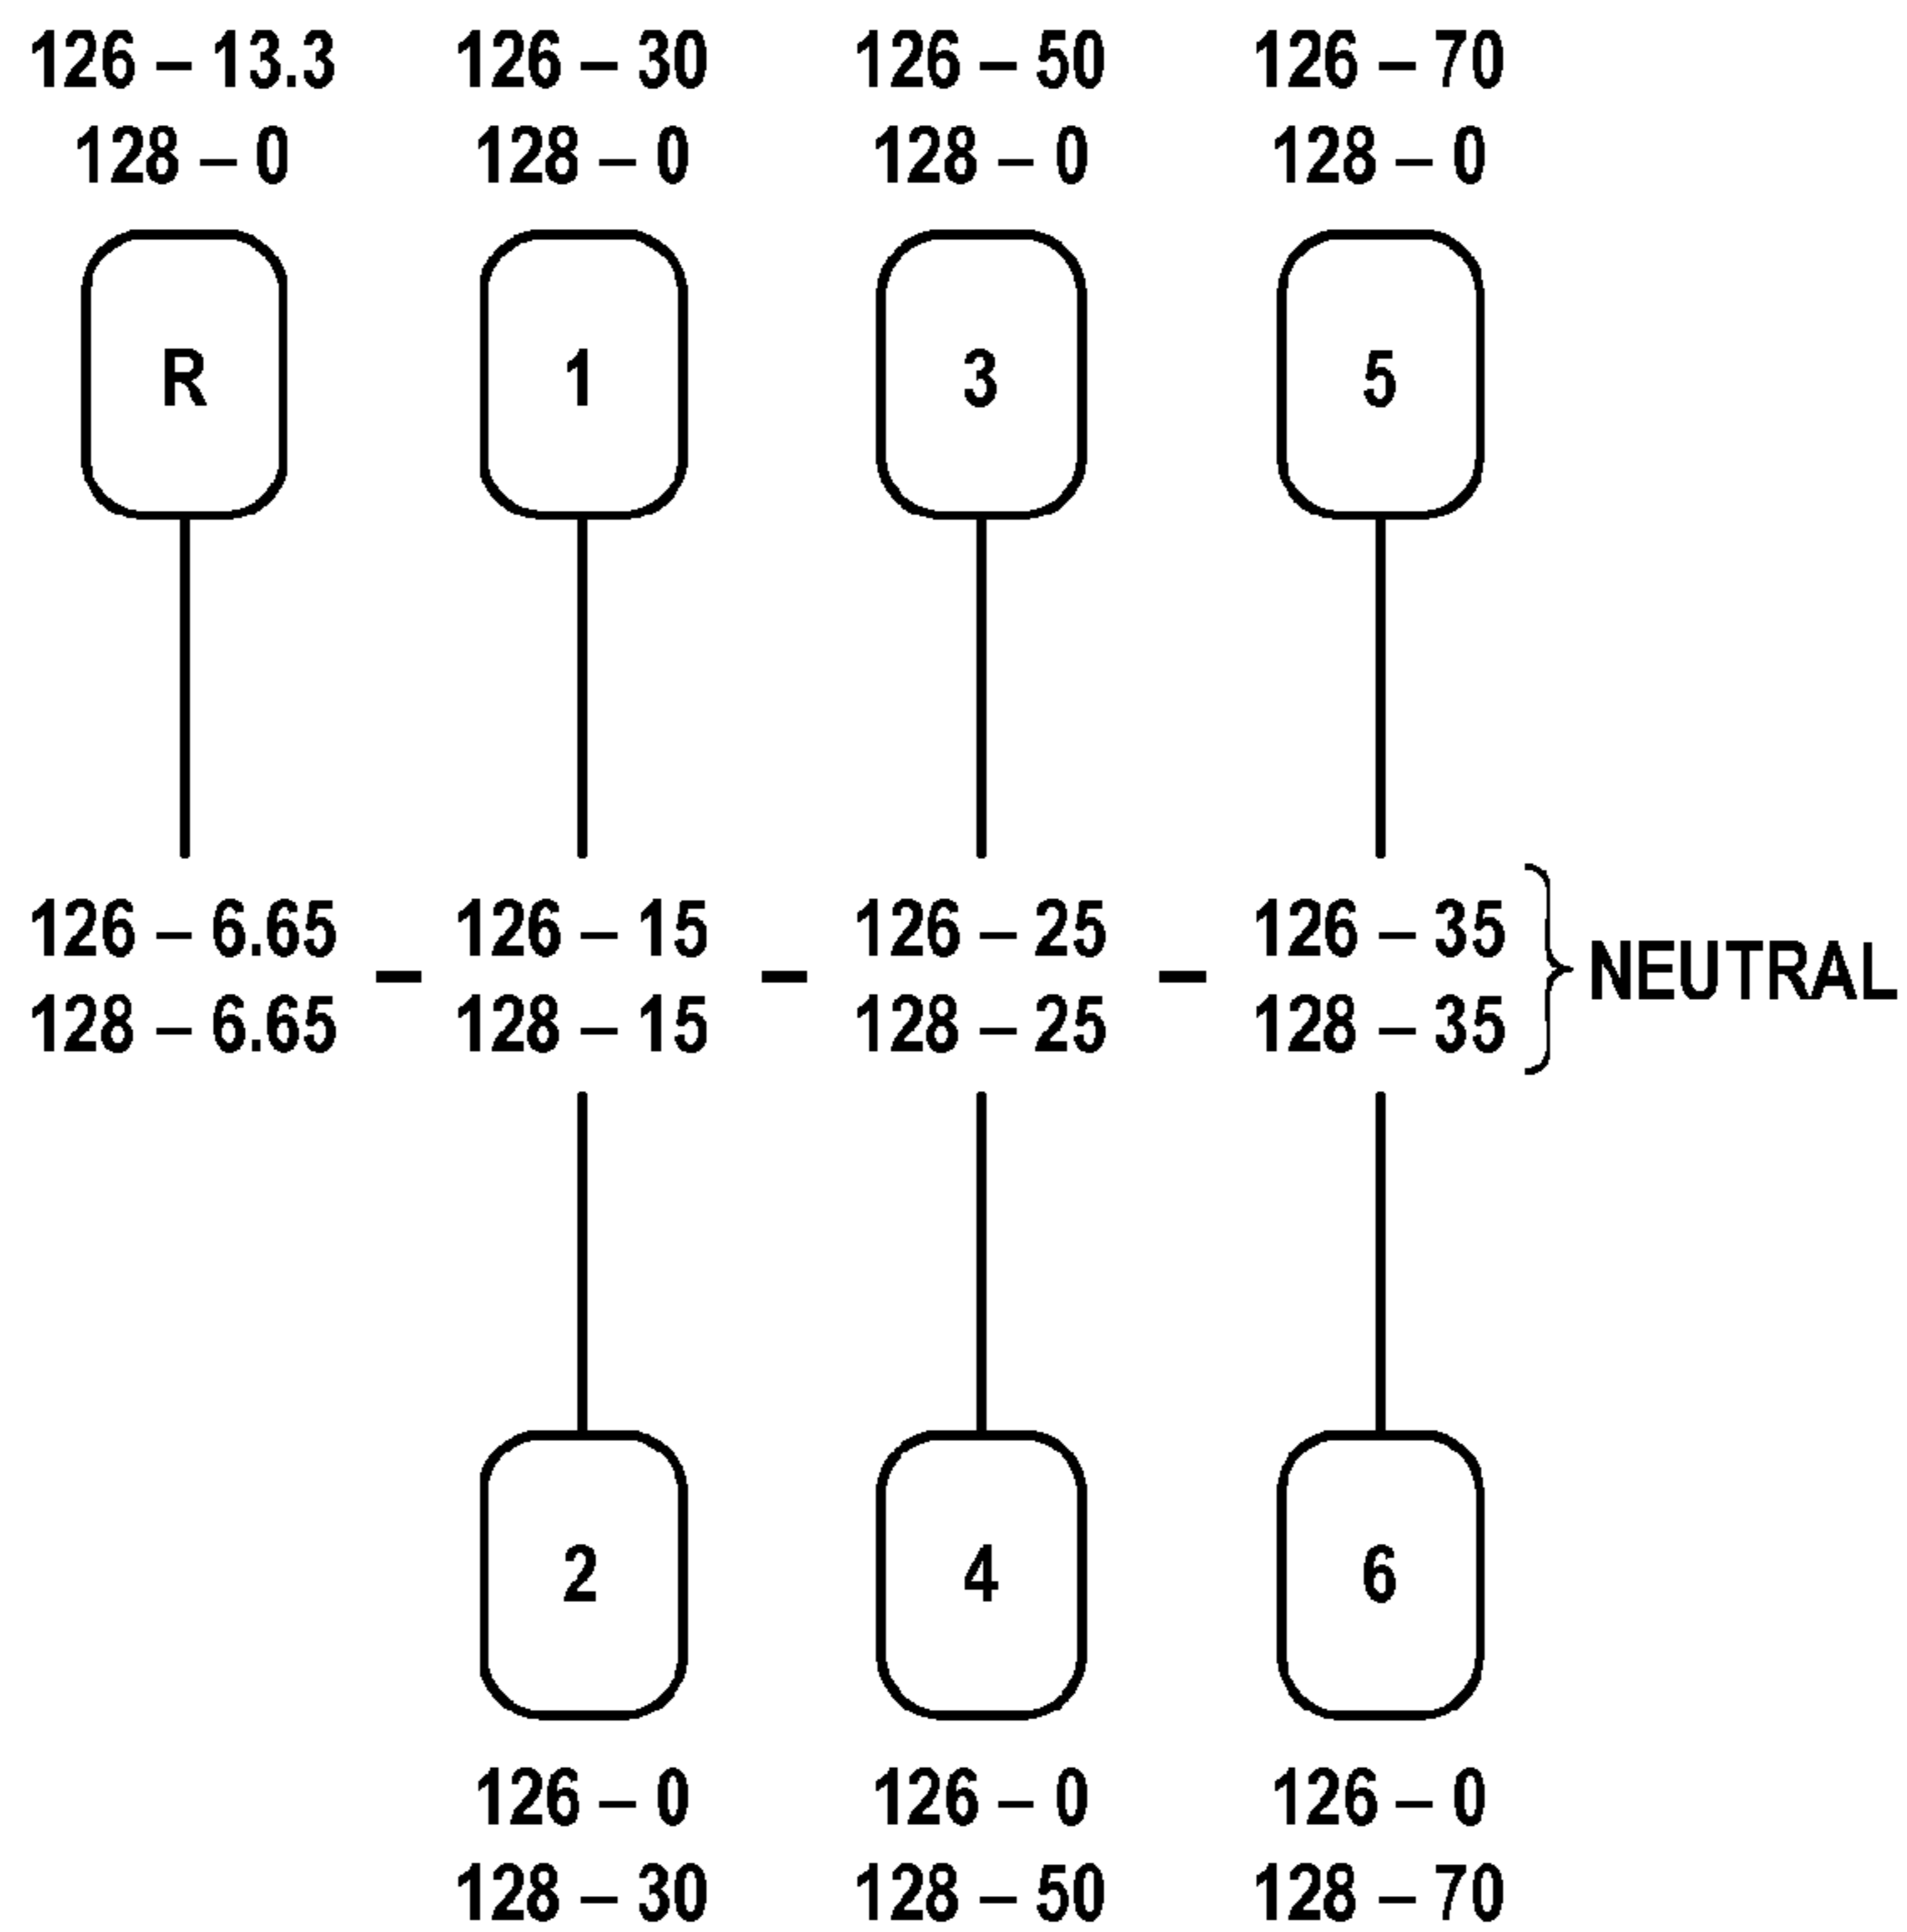 126 – 13.3 126 – 30 126 – 50 126 – 70
128 – 0 128 – 0 128 – 0 128 – 0
R 1 3 5
126 – 6.65 126 – 15 126 – 25 126 – 35
– – – NEUTRAL
128 – 6.65 128 – 15 128 – 25 128 – 35
2 4 6
126 – 0 126 – 0 126 – 0
128 – 30 128 – 50 128 – 70